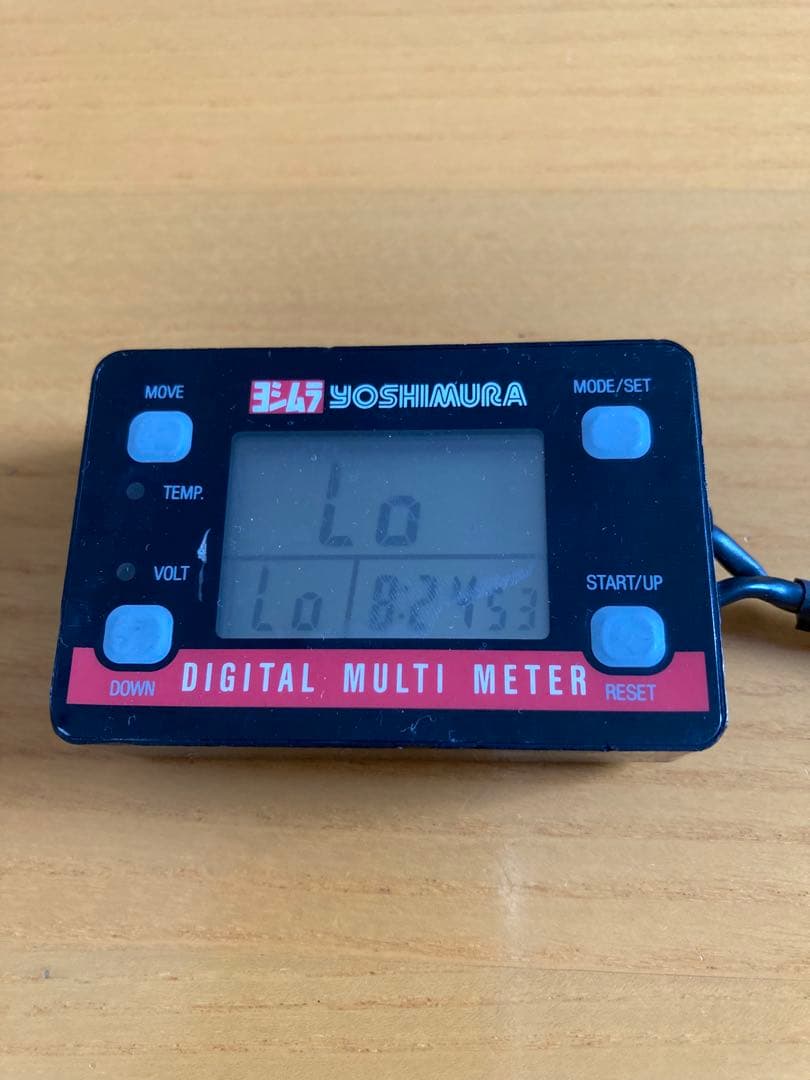 MOVE
ヨシムラ YOSHIMURA
MODE/SET
TEMP.
VOLT
Lo
Lo 8:24 53
START/UP
DOWN
DIGITAL MULTI METER
RESET